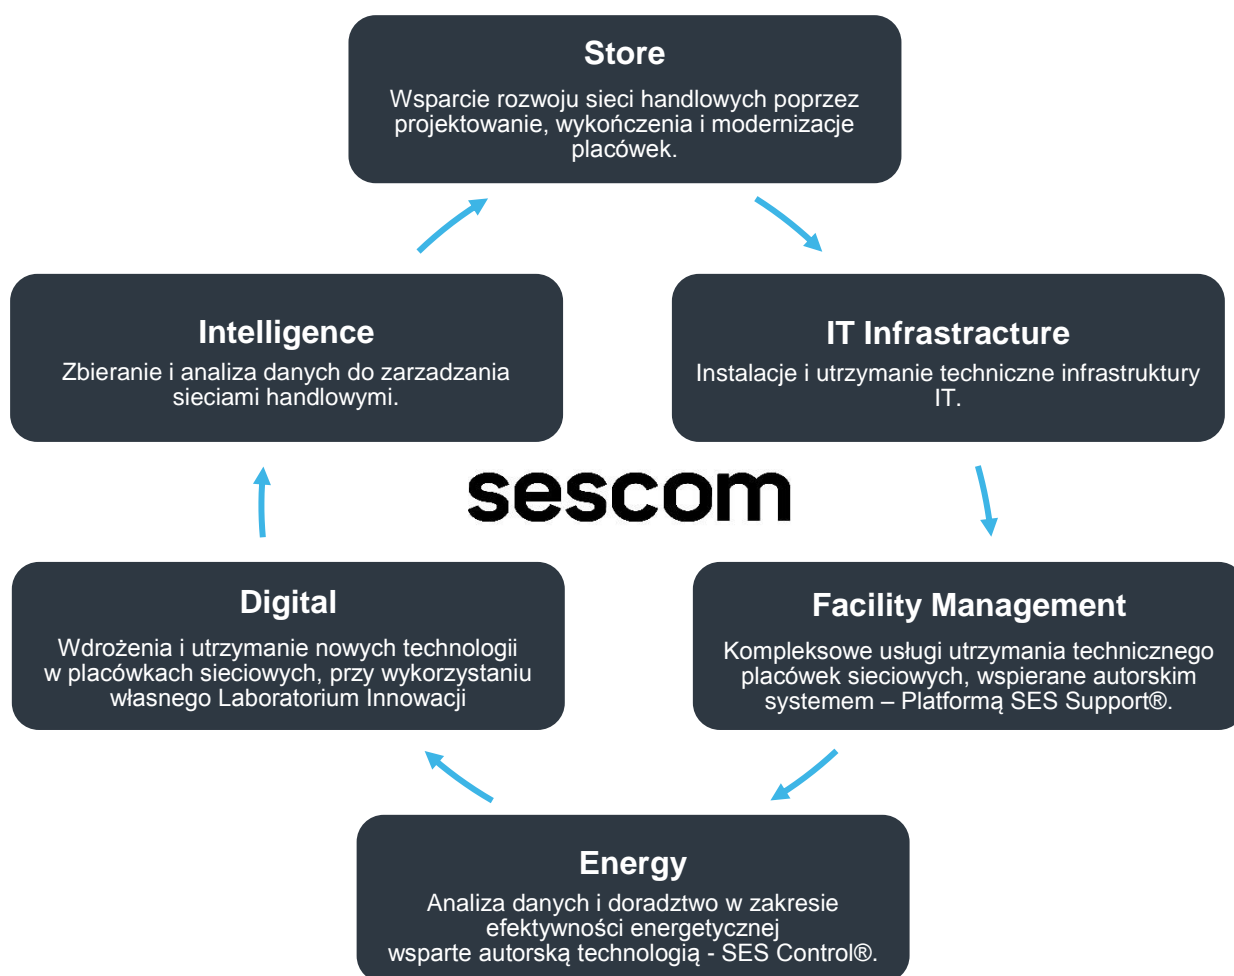 Store
Wsparcie rozwoju sieci handlowych poprzez
projektowanie, wykończenia i modernizacje
placówek.
Intelligence
Zbieranie i analiza danych do zarzadzania
sieciami handlowymi.
IT Infrastracture
Instalacje i utrzymanie techniczne infrastruktury
IT.
sescom
Digital
Wdrożenia i utrzymanie nowych technologii
w placówkach sieciowych, przy wykorzystaniu
własnego Laboratorium Innowacji
Facility Management
Kompleksowe usługi utrzymania technicznego
placówek sieciowych, wspierane autorskim
systemem – Platformą SES Support®.
Energy
Analiza danych i doradztwo w zakresie
efektywności energetycznej
wsparte autorską technologią - SES Control®.